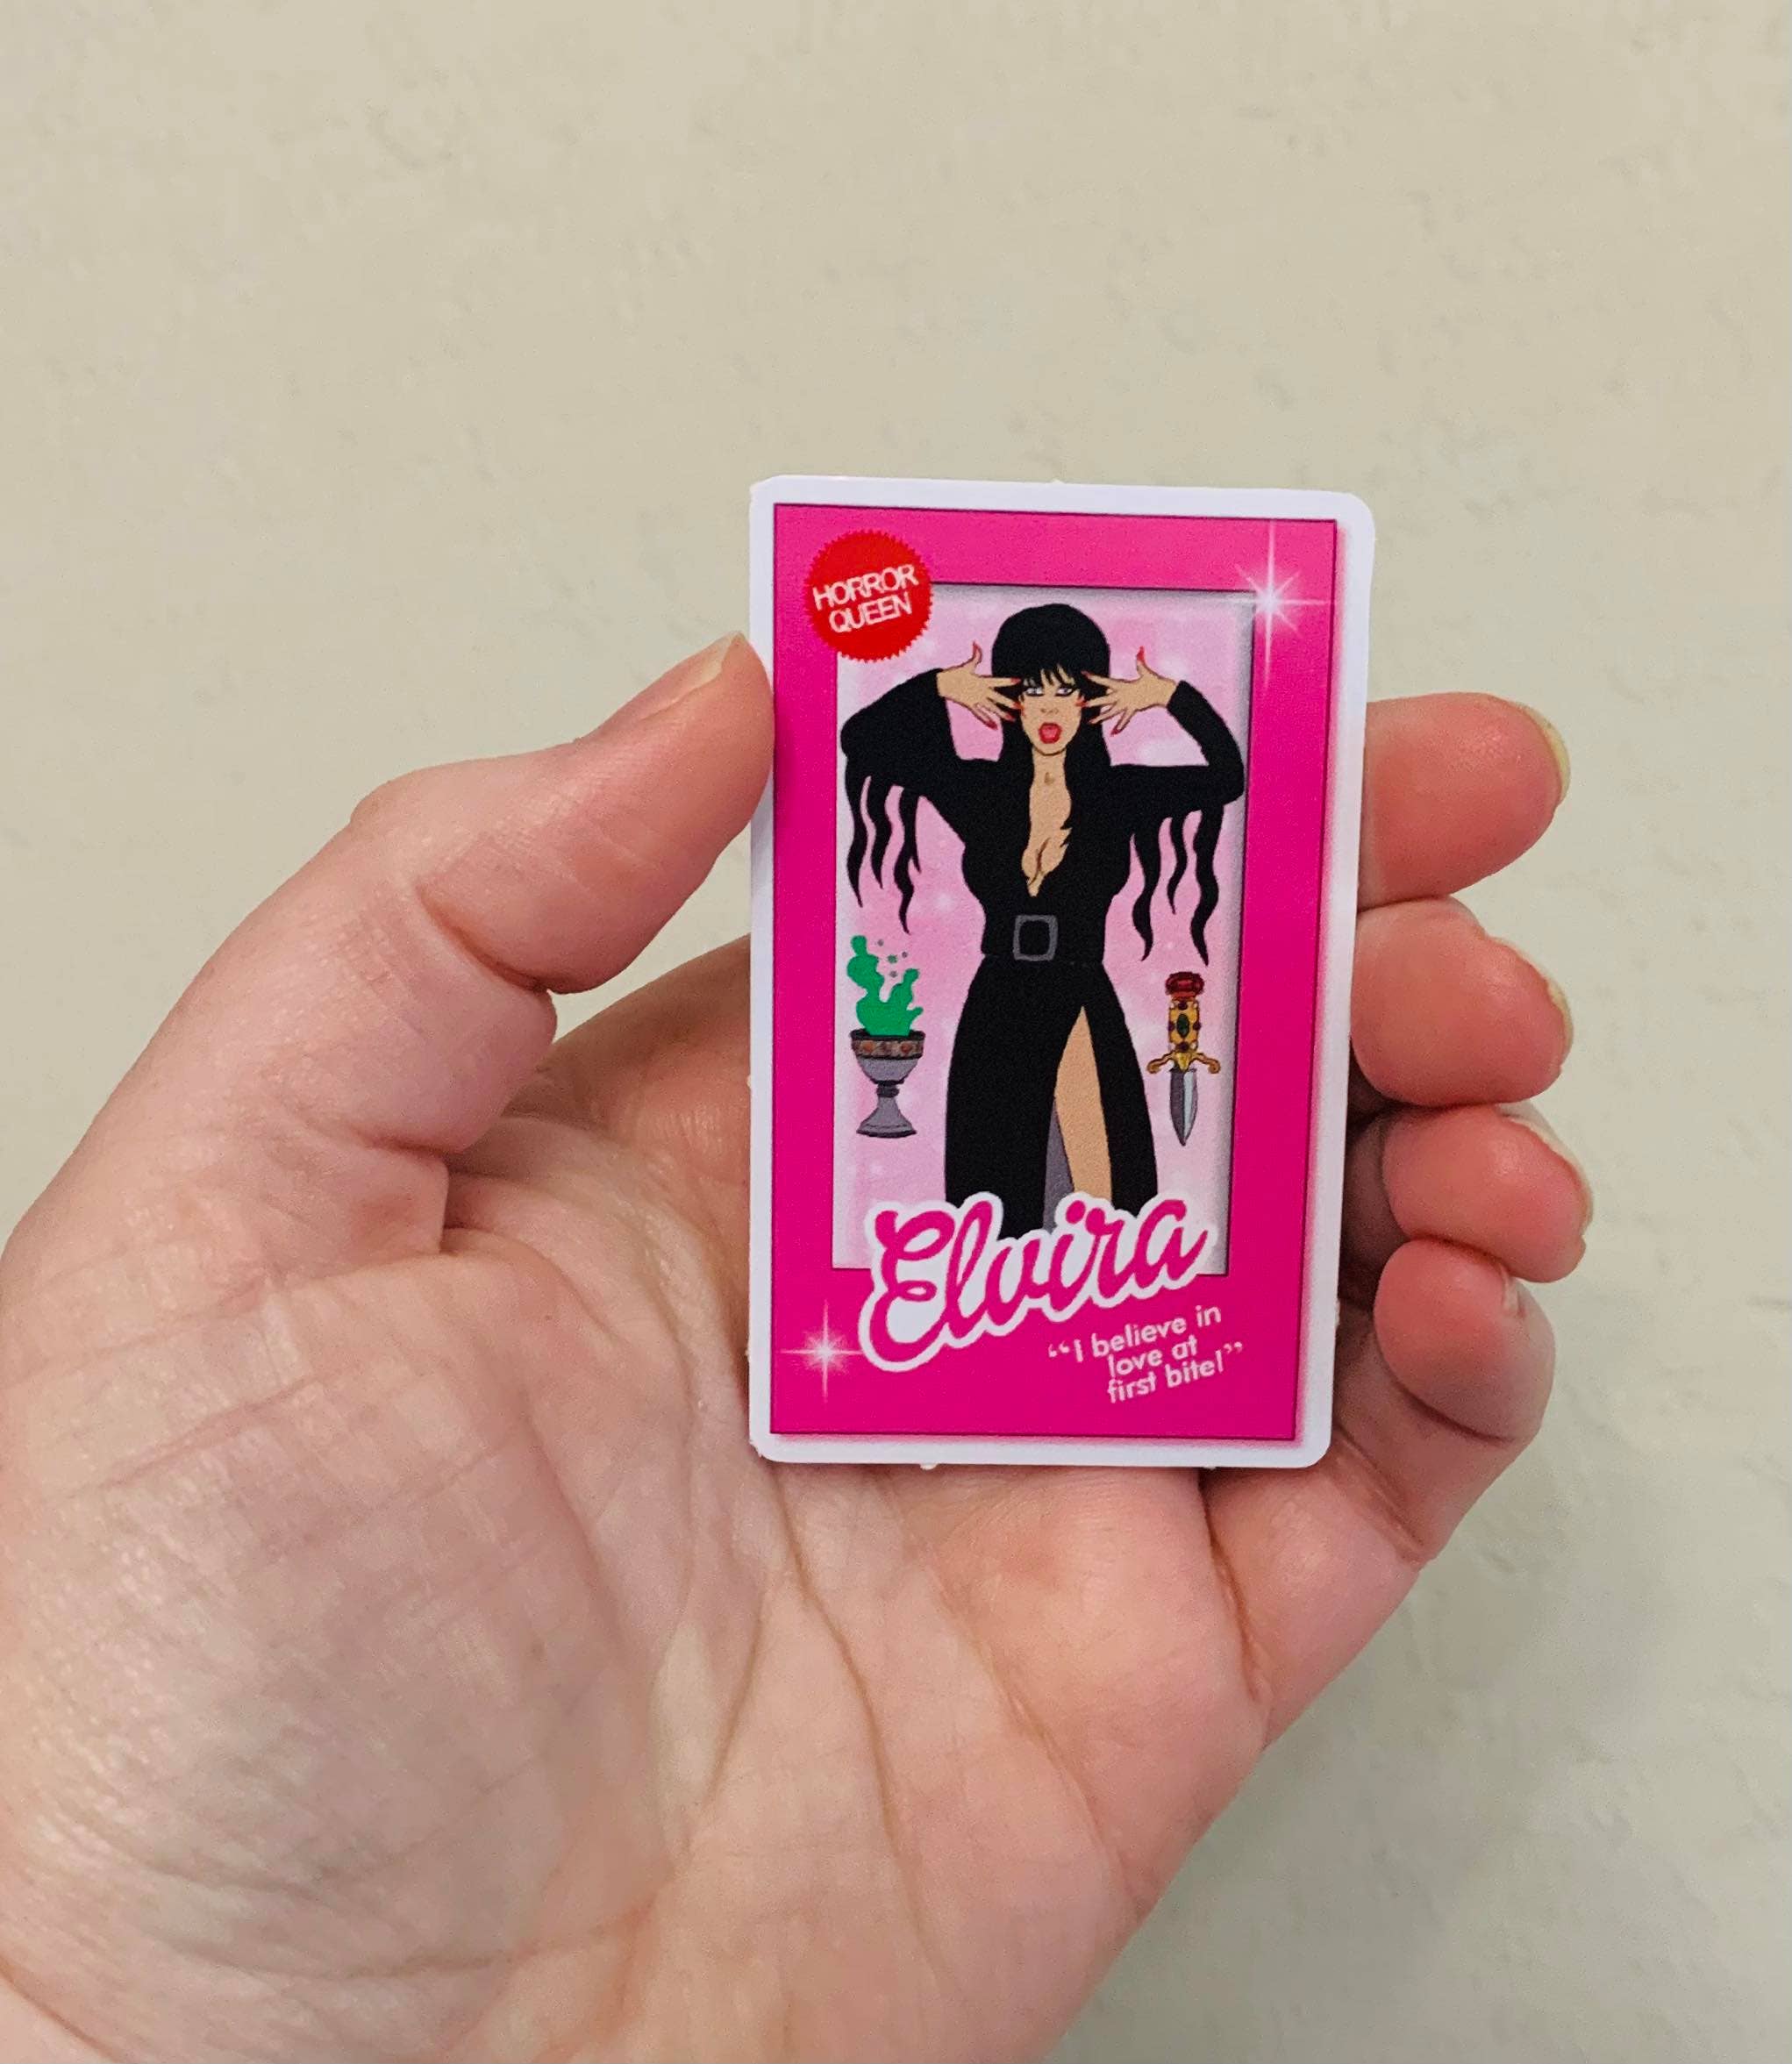 HORROR
QUEEN
Elvira
“I believe in
love at
first bite!”